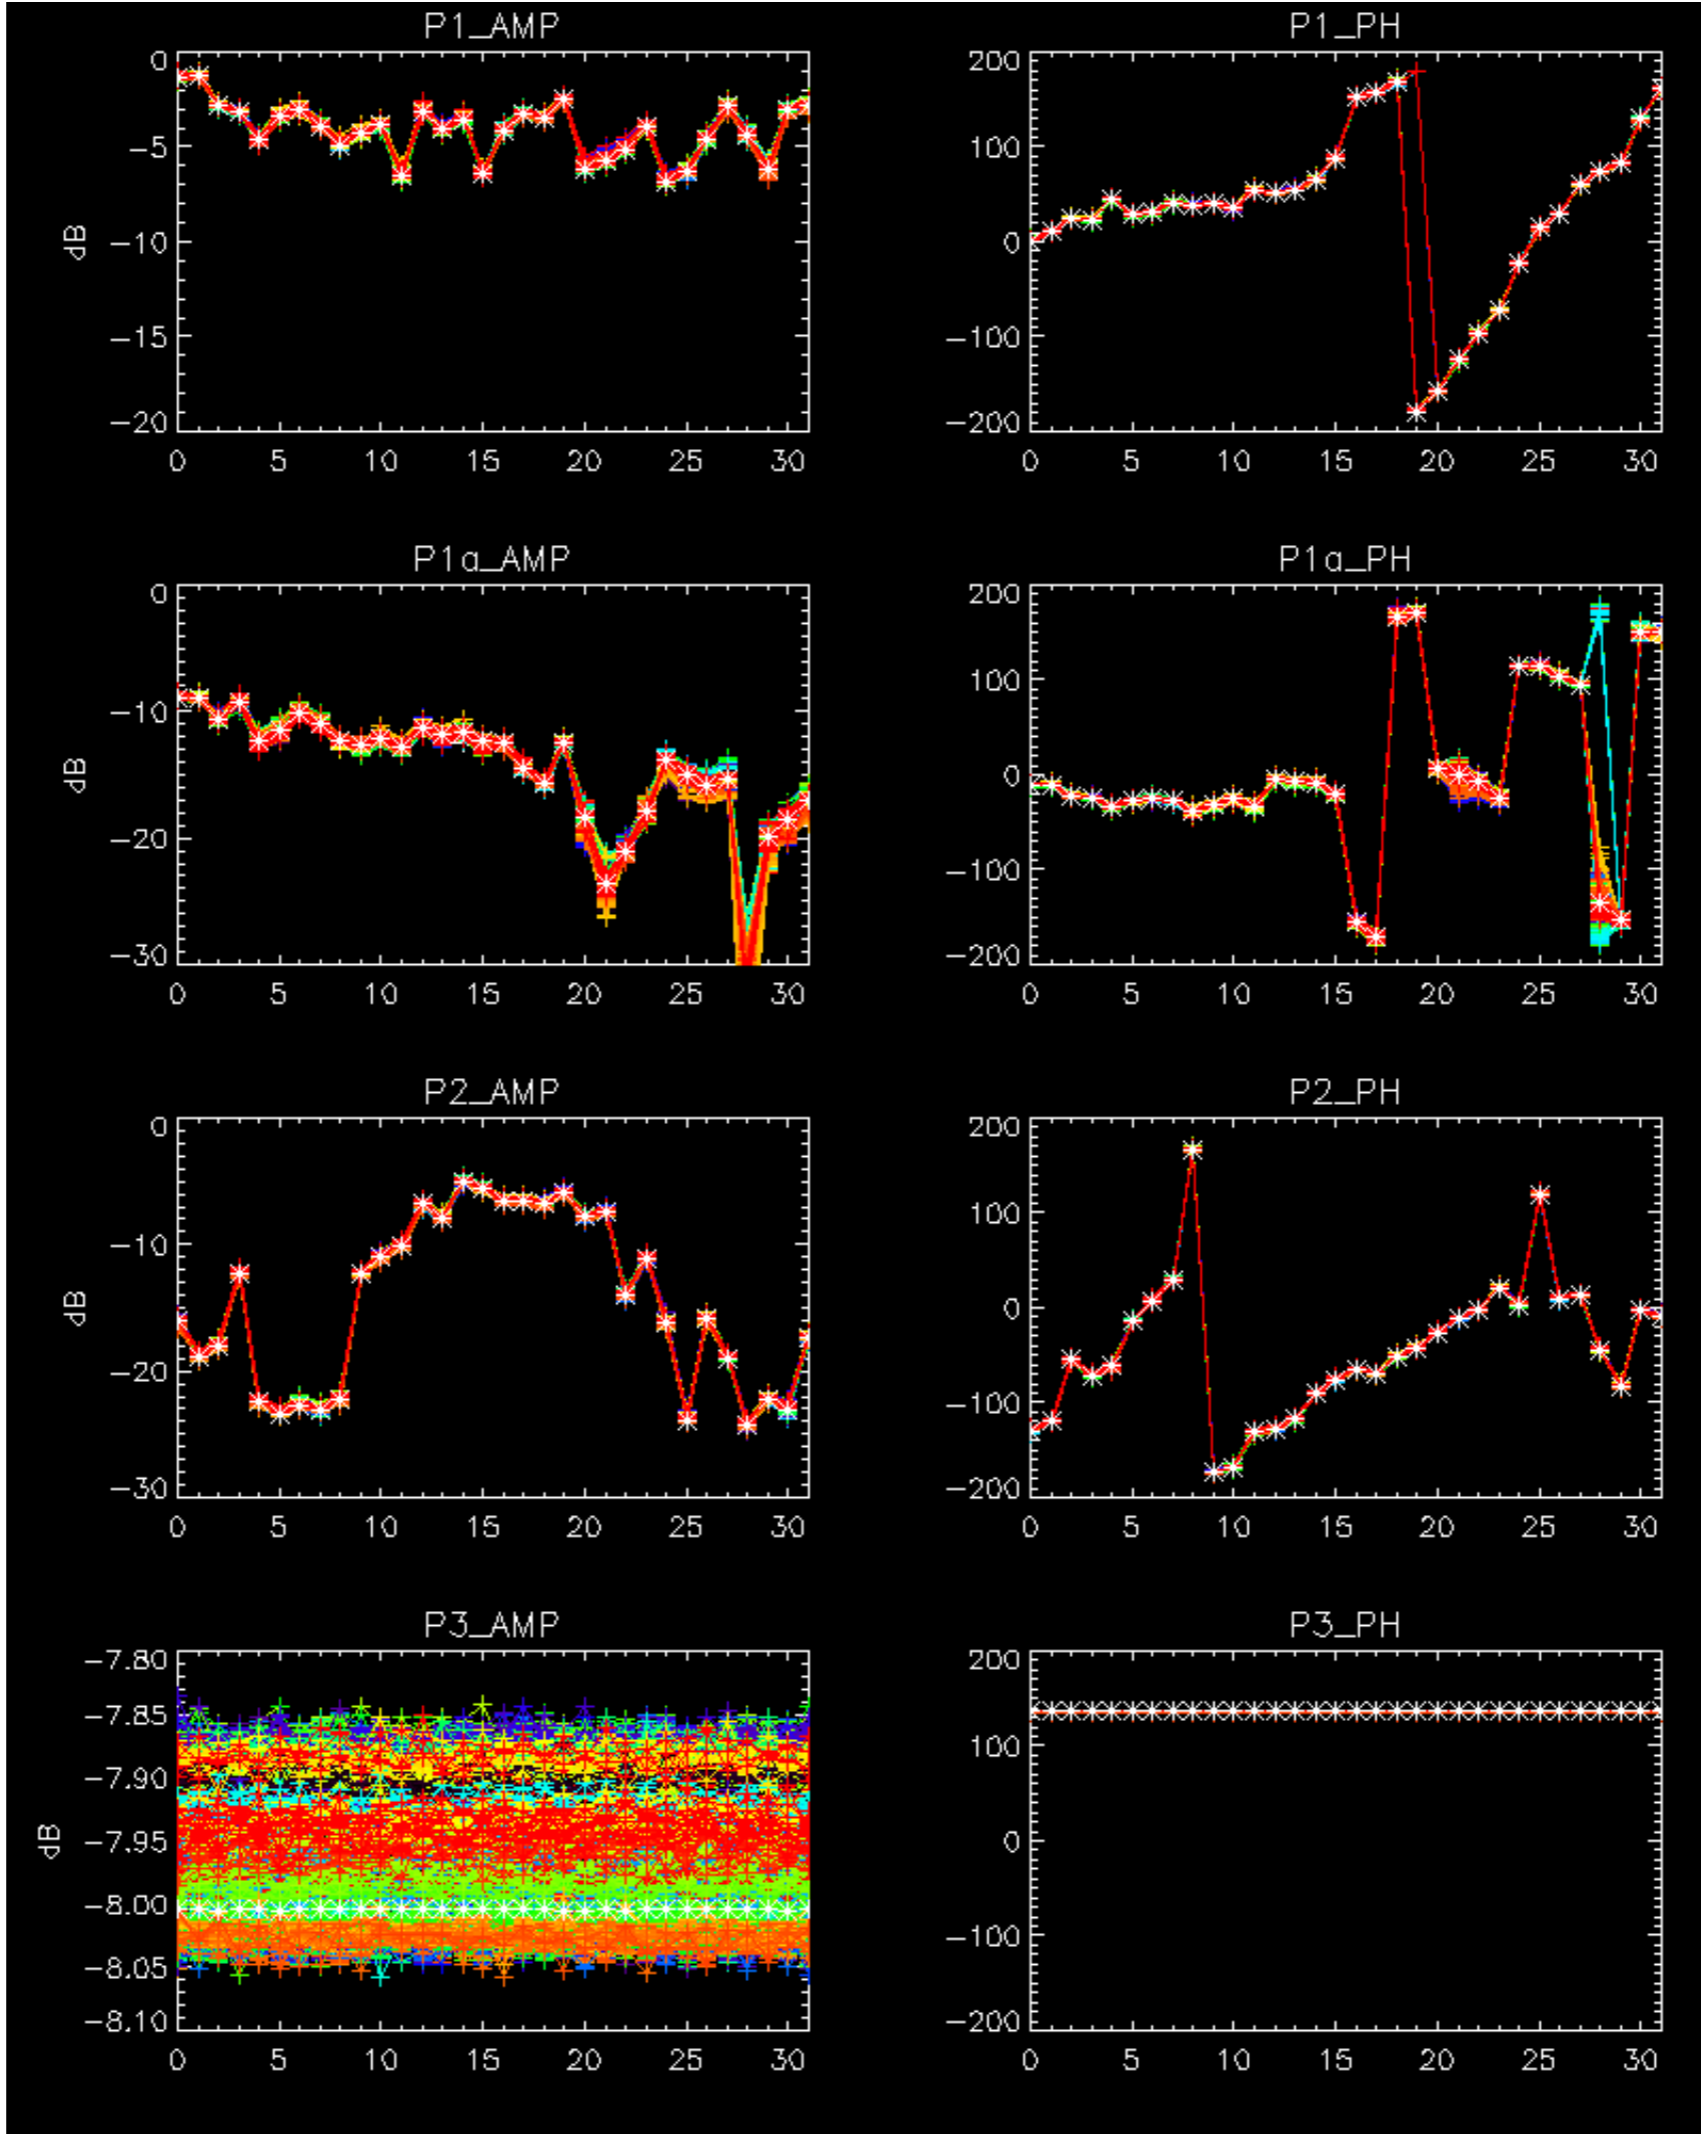 P1_AMP P1_PH
0 200
−5 100
dB
−10 0
−15 −100
−20 −200
0 5 10 15 20 25 30 0 5 10 15 20 25 30
P1a_AMP P1a_PH
0 200
100
−10
dB 0
−20
−100
−30 −200
0 5 10 15 20 25 30 0 5 10 15 20 25 30
P2_AMP P2_PH
0 200
100
−10
dB 0
−20
−100
−30 −200
0 5 10 15 20 25 30 0 5 10 15 20 25 30
P3_AMP P3_PH
−7.80 200
−7.85
100
−7.90
dB
−7.95 0
−8.00
−100
−8.05
−8.10 −200
0 5 10 15 20 25 30 0 5 10 15 20 25 30